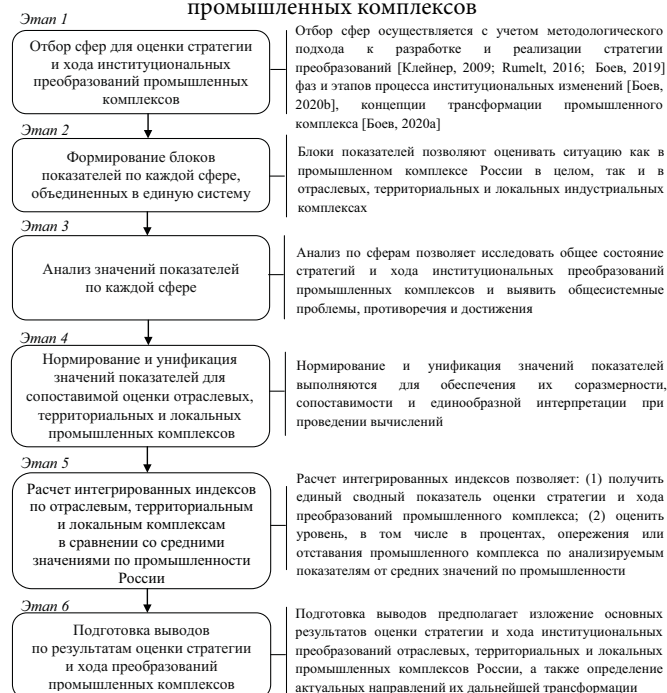 промышленных комплексов
Этап 1
Отбор сфер для оценки стратегии
и хода институциональных
преобразований промышленных
комплексов
Отбор сфер осуществляется с учетом методологического
подхода к разработке и реализации стратегии
преобразований [Клейнер, 2009; Rumelt, 2016; Боев, 2019]
фаз и этапов процесса институциональных изменений [Боев,
2020b], концепции трансформации промышленного
комплекса [Боев, 2020a]
Этап 2
Формирование блоков
показателей по каждой сфере,
объединенных в единую систему
Блоки показателей позволяют оценивать ситуацию как в
промышленном комплексе России в целом, так и в
отраслевых, территориальных и локальных индустриальных
комплексах
Этап 3
Анализ значений показателей
по каждой сфере
Анализ по сферам позволяет исследовать общее состояние
стратегий и хода институциональных преобразований
промышленных комплексов и выявить общесистемные
проблемы, противоречия и достижения
Этап 4
Нормирование и унификация
значений показателей для
сопоставимой оценки отраслевых,
территориальных и локальных
промышленных комплексов
Нормирование и унификация значений показателей
выполняются для обеспечения их соразмерности,
сопоставимости и единообразной интерпретации при
проведении вычислений
Этап 5
Расчет интегрированных индексов
по отраслевым, территориальным
и локальным комплексам
в сравнении со средними
значениями по промышленности
России
Расчет интегрированных индексов позволяет: (1) получить
единый сводный показатель оценки стратегии и хода
преобразований промышленного комплекса; (2) оценить
уровень, в том числе в процентах, опережения или
отставания промышленного комплекса по анализируемым
показателям от средних значений по промышленности
Этап 6
Подготовка выводов
по результатам оценки стратегии
и хода преобразований
промышленных комплексов
Подготовка выводов предполагает изложение основных
результатов оценки стратегии и хода институциональных
преобразований отраслевых, территориальных и локальных
промышленных комплексов России, а также определение
актуальных направлений их дальнейшей трансформации